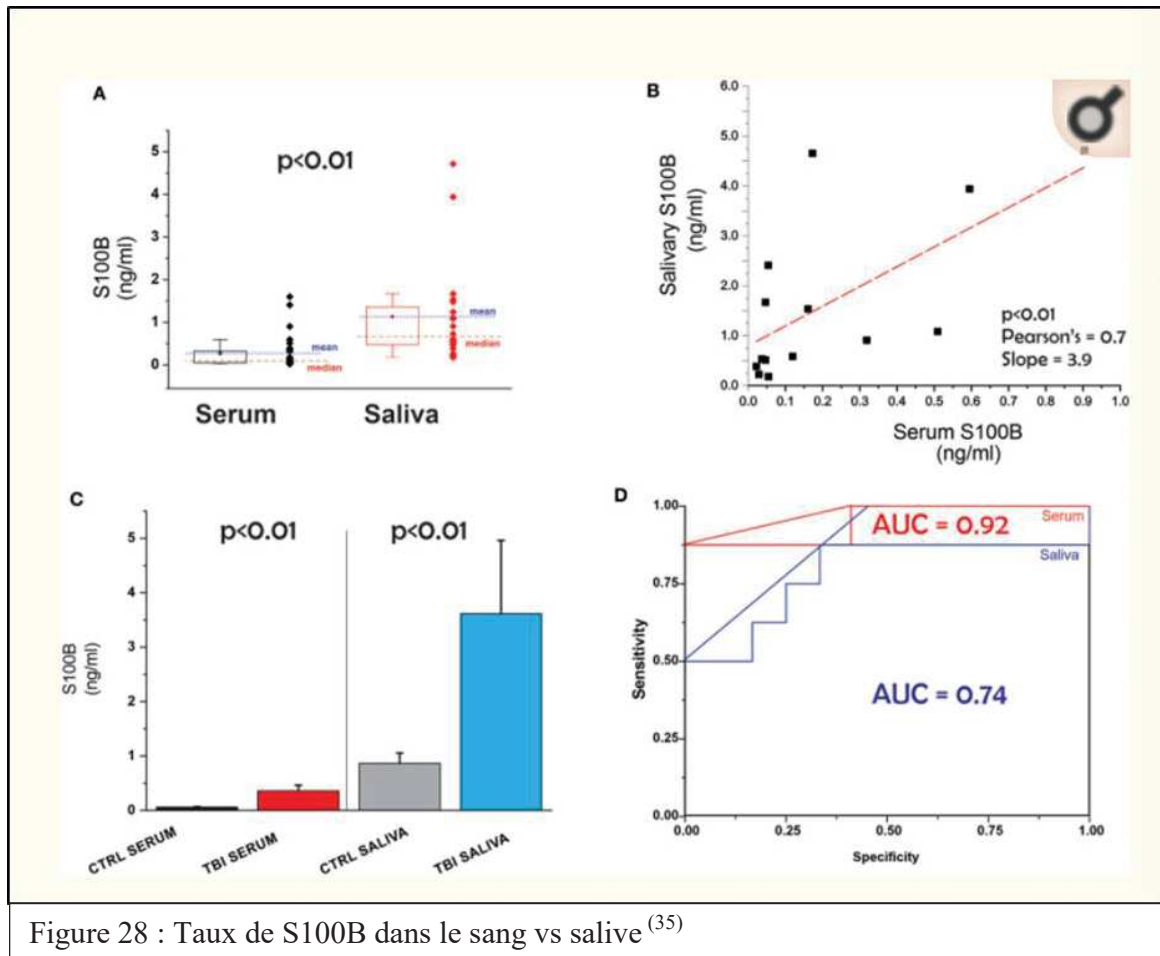 A
p<0.01
S100B
(ng/ml)
5
4
3
2
1
0
mean
median
mean
median
Serum
Saliva
B
Salivary S100B
(ng/ml)
6.0
5.0
4.0
3.0
2.0
1.0
0.0
p<0.01
Pearson's = 0.7
Slope = 3.9
0.0 0.1 0.2 0.3 0.4 0.5 0.6 0.7 0.8 0.9 1.0
Serum S100B
(ng/ml)
C
p<0.01
p<0.01
S100B
(ng/ml)
5
4
3
2
1
0
CTRL SERUM
TBI SERUM
CTRL SALIVA
TBI SALIVA
D
Sensitivity
1.00
0.75
0.50
0.25
0.00
AUC = 0.92
Serum
Saliva
AUC = 0.74
0.00 0.25 0.50 0.75 1.00
Specificity
Figure 28 : Taux de S100B dans le sang vs salive (35)